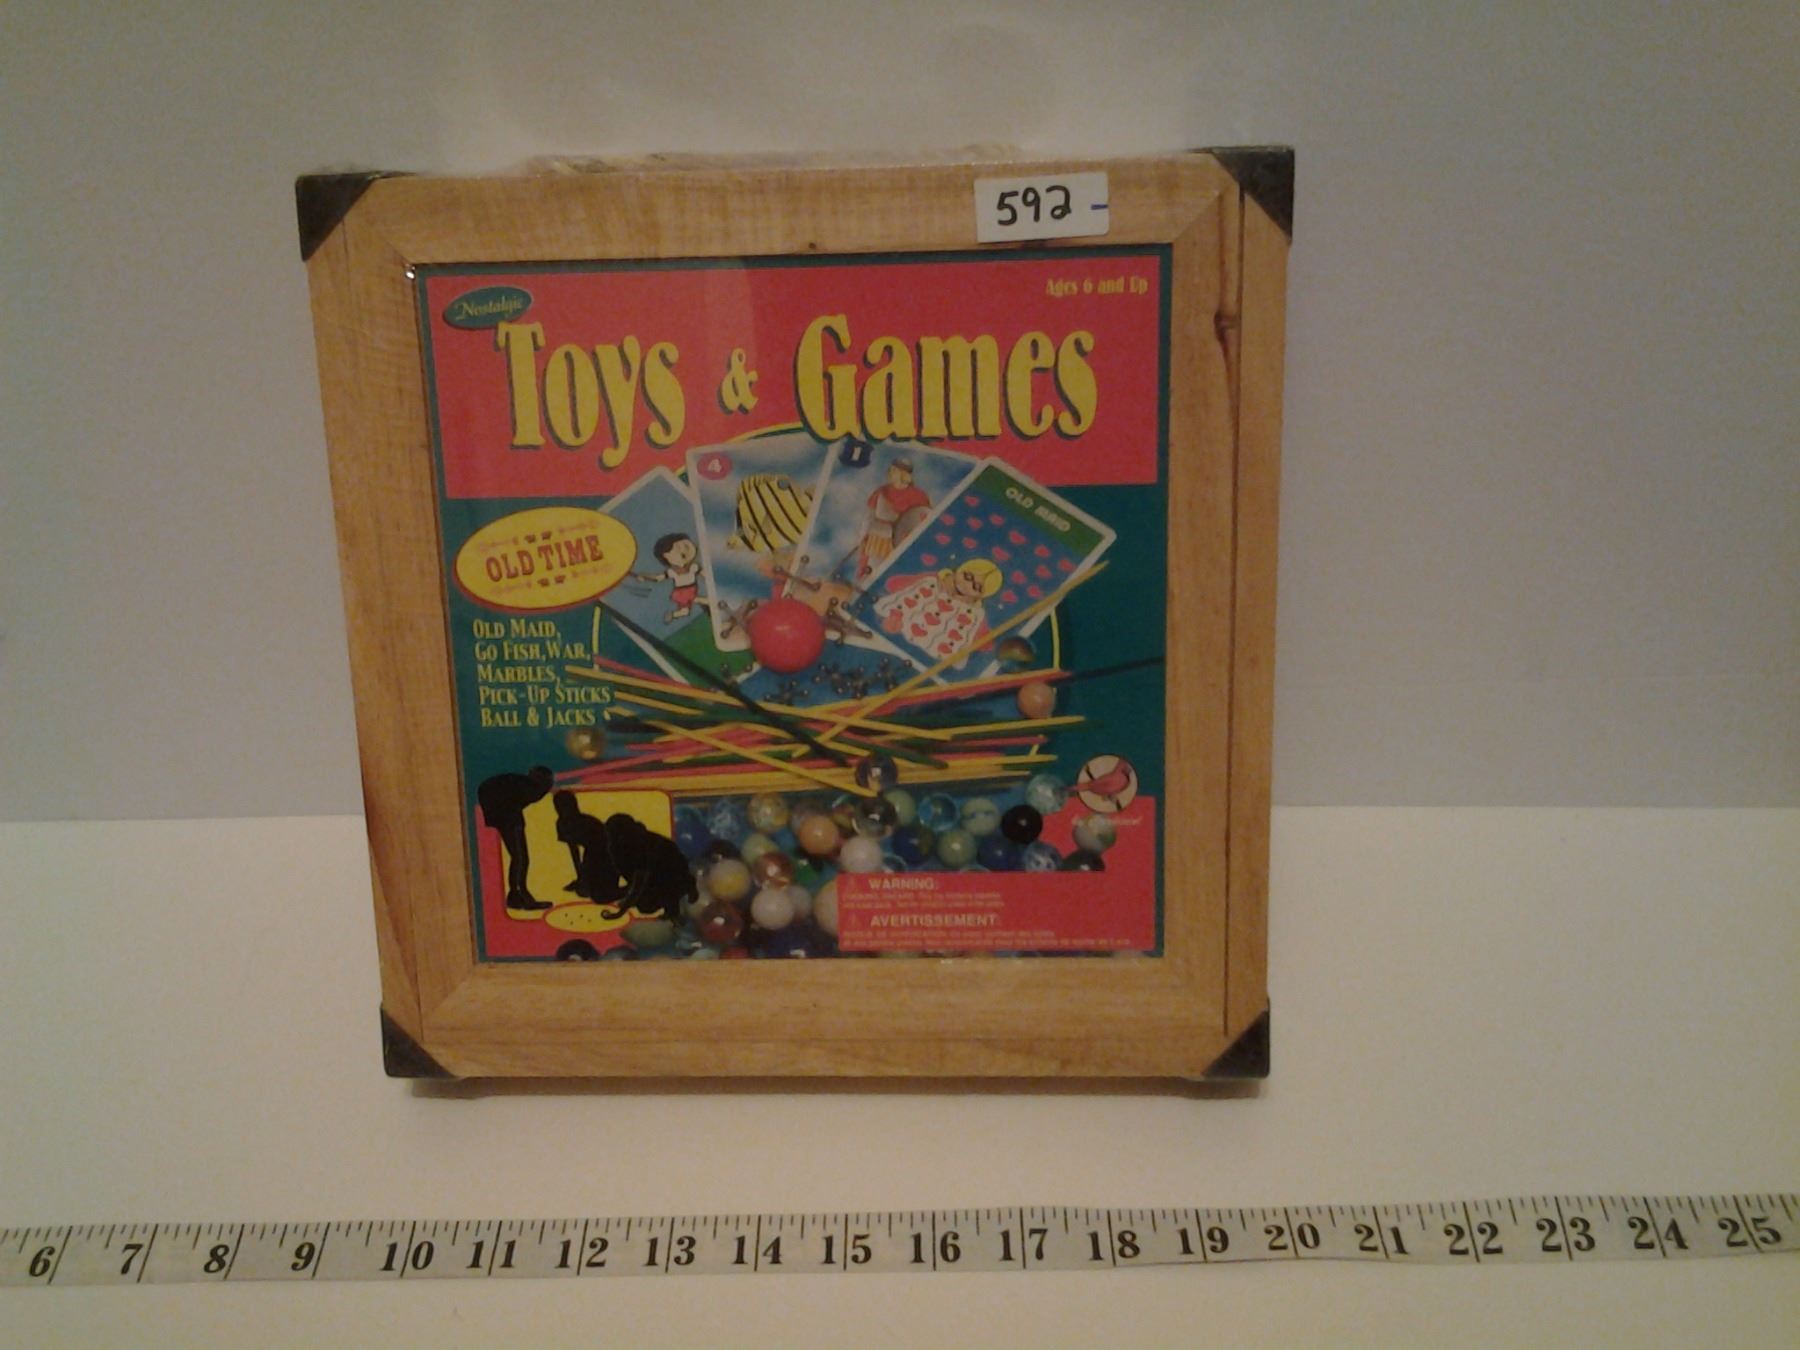 592 -
Ages 6 and Up
Nostalgic
Toys & Games
4
1
OLD MAID
OLD TIME
OLD MAID,
GO FISH, WAR,
MARBLES,
PICK-UP STICKS
BALL & JACKS
WARNING:
AVERTISSEMENT:
6 7 8 9 10 11 12 13 14 15 16 17 18 19 20 21 22 23 24 25